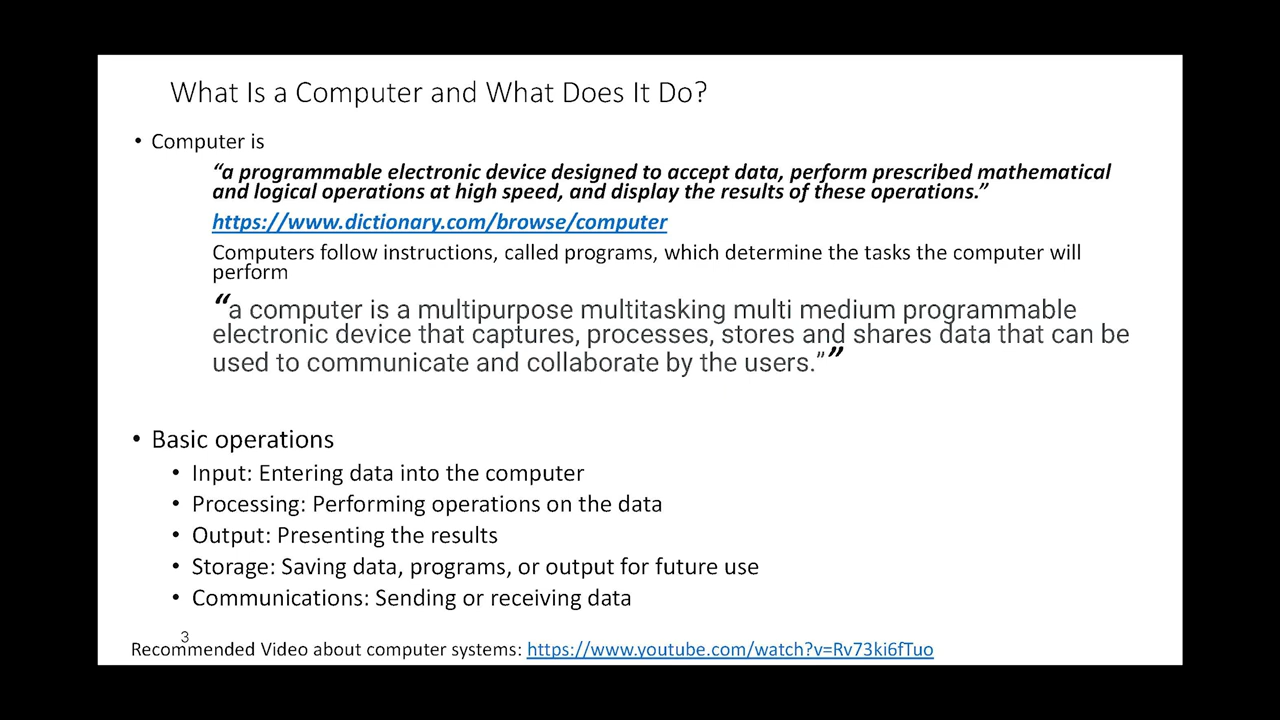 What Is a Computer and What Does It Do?
• Computer is
“a programmable electronic device designed to accept data, perform prescribed mathematical
and logical operations at high speed, and display the results of these operations.”
https://www.dictionary.com/browse/computer
Computers follow instructions, called programs, which determine the tasks the computer will
perform
“a computer is a multipurpose multitasking multi medium programmable
electronic device that captures, processes, stores and shares data that can be
used to communicate and collaborate by the users.””
• Basic operations
• Input: Entering data into the computer
• Processing: Performing operations on the data
• Output: Presenting the results
• Storage: Saving data, programs, or output for future use
• Communications: Sending or receiving data
3
Recommended Video about computer systems: https://www.youtube.com/watch?v=Rv73ki6fTuo